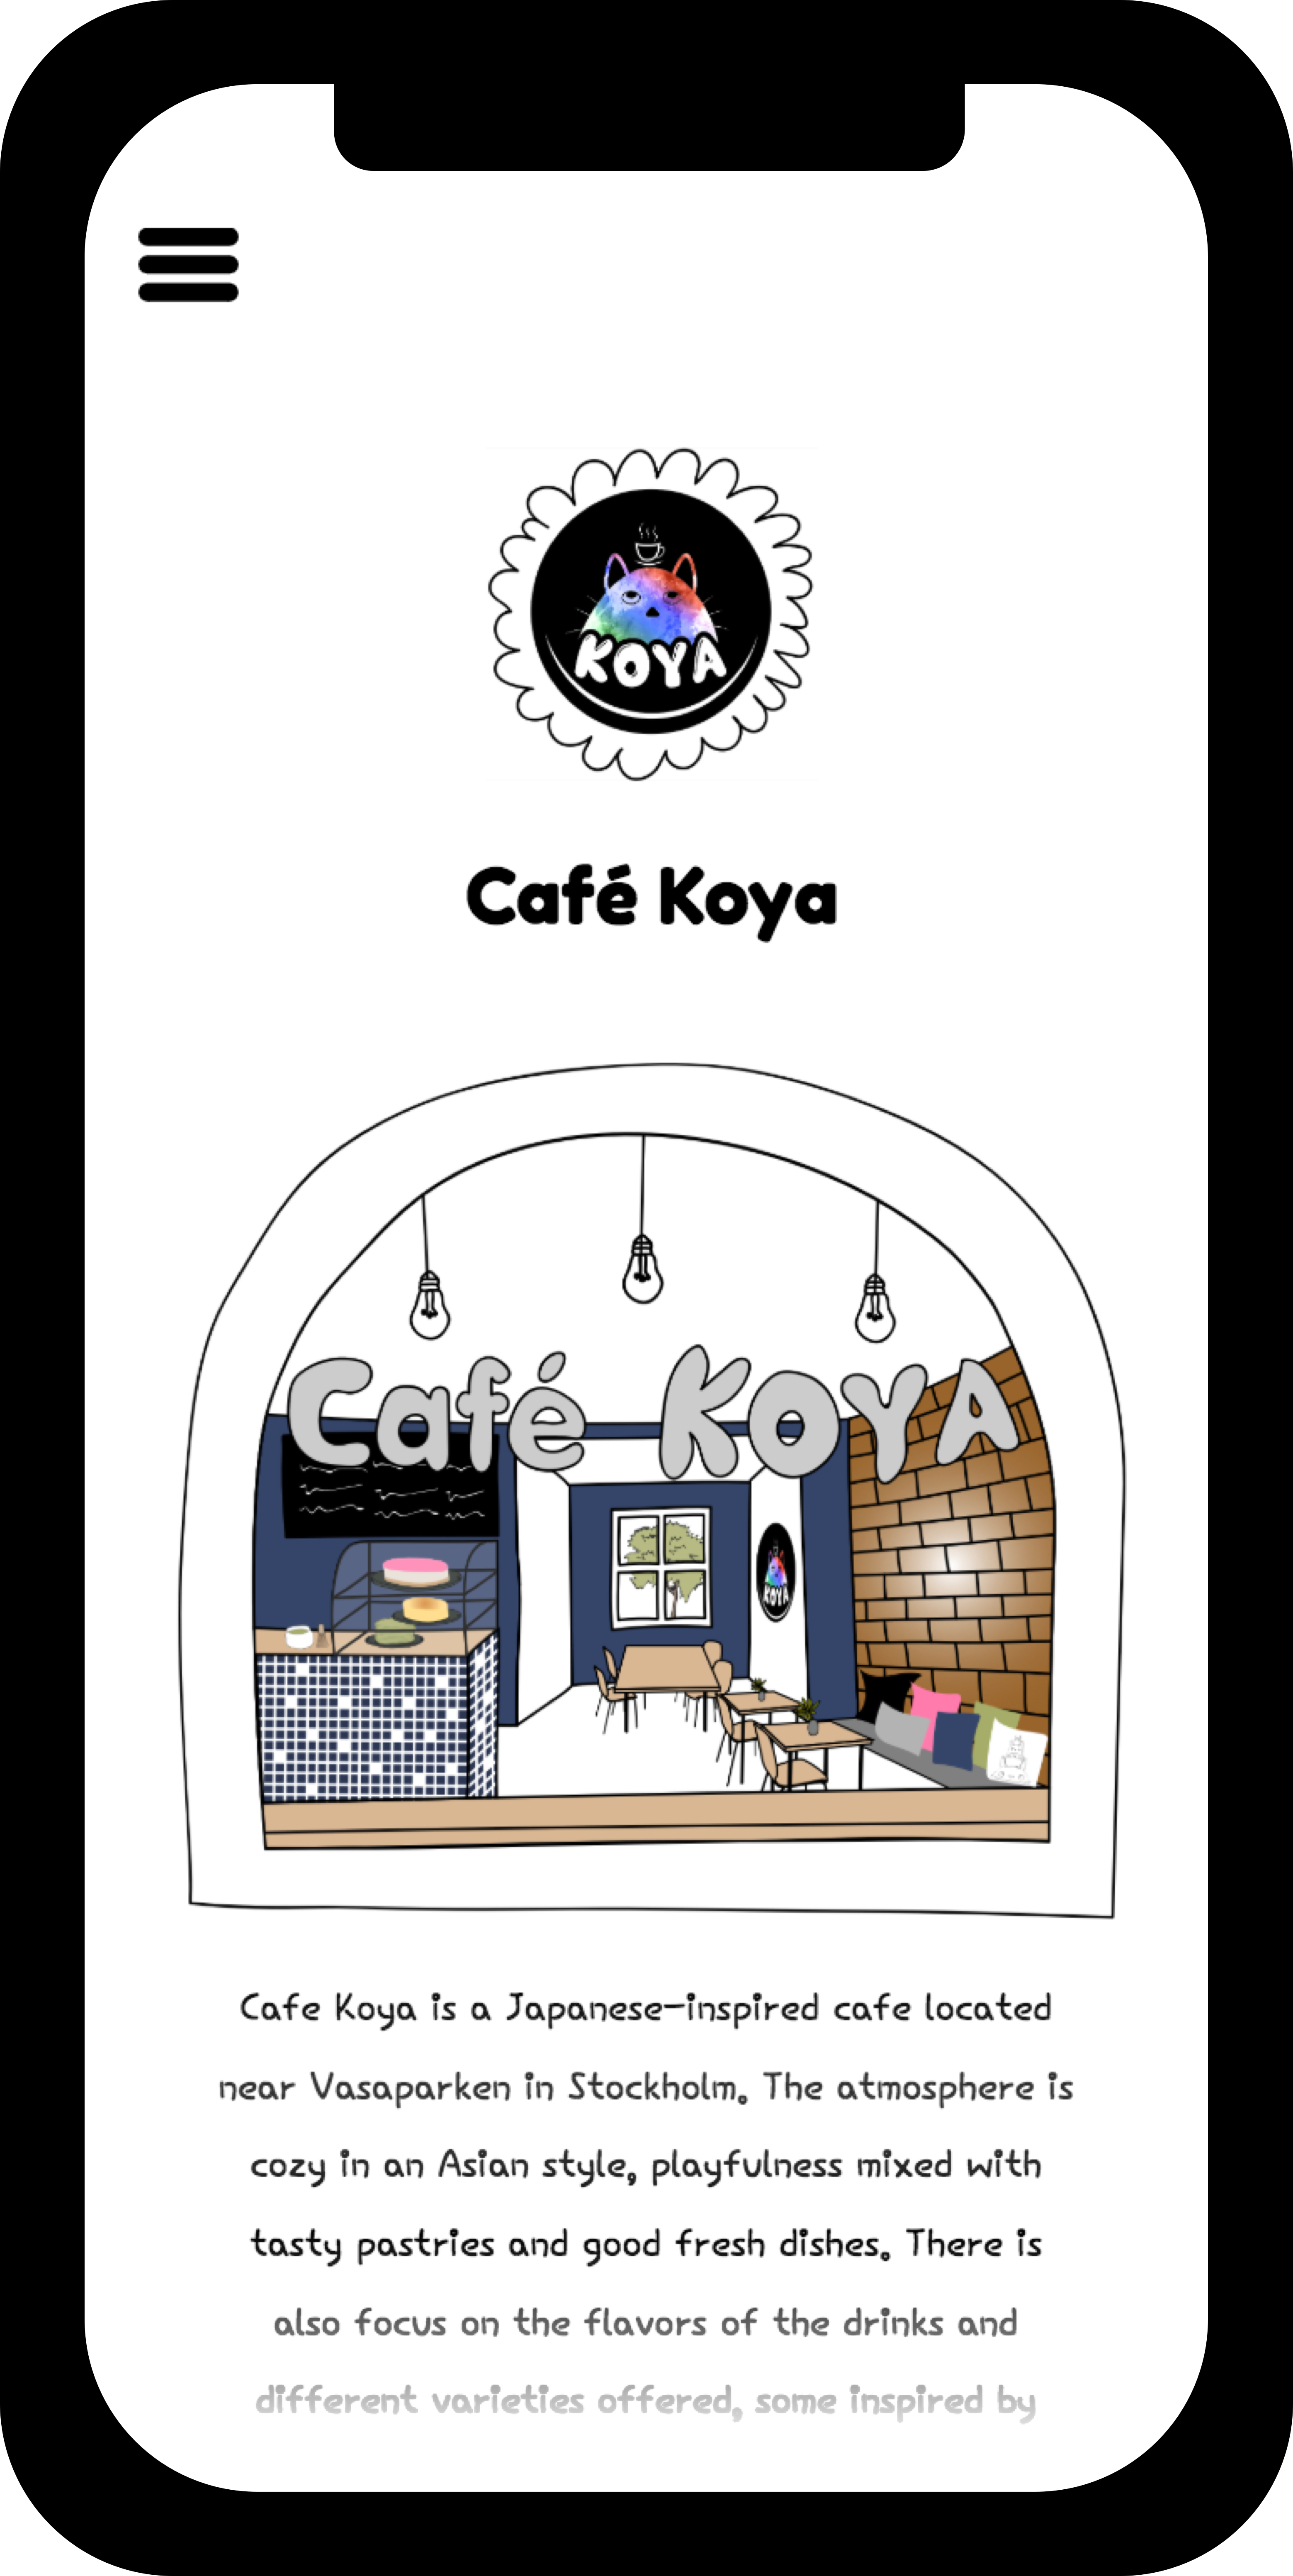 KOYA
Café Koya
Café KOYA
KOYA
Cafe Koya is a Japanese-inspired cafe located
near Vasaparken in Stockholm. The atmosphere is
cozy in an Asian style, playfulness mixed with
tasty pastries and good fresh dishes. There is
also focus on the flavors of the drinks and
different varieties offered, some inspired by